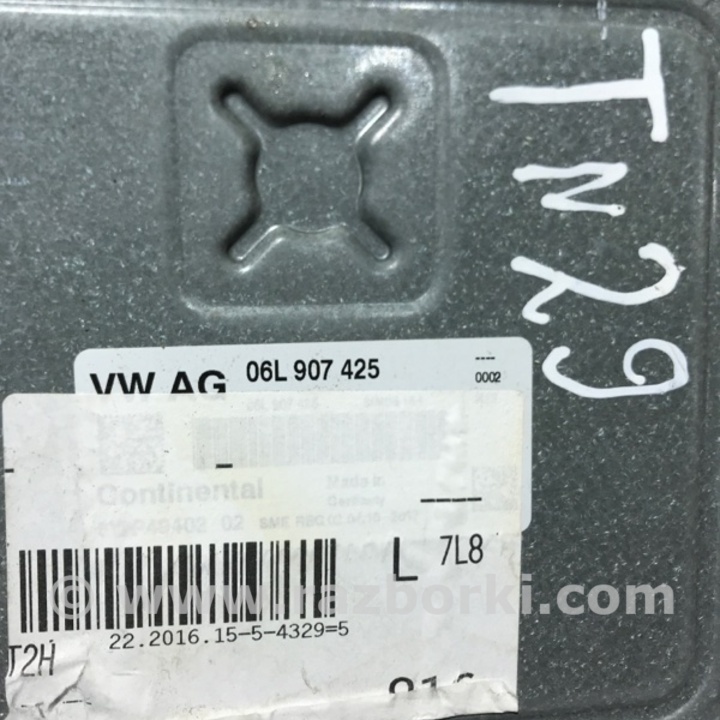 TN29
VW AG 06L 907 425
0002
Continental
Made in
Germany
L 7L8
© www.razborki.com
22.2016.15-5-4329=5
T2H